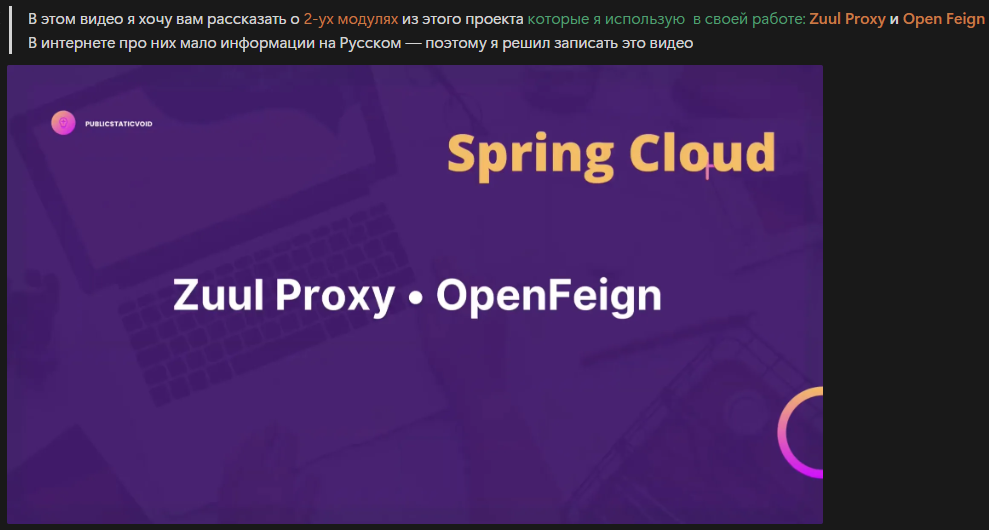 В этом видео я хочу вам рассказать о 2-ух модулях из этого проекта которые я использую в своей работе: Zuul Proxy и Open Feign
В интернете про них мало информации на Русском — поэтому я решил записать это видео
PUBLICSTATICVOID
Spring Cloud
Zuul Proxy • OpenFeign